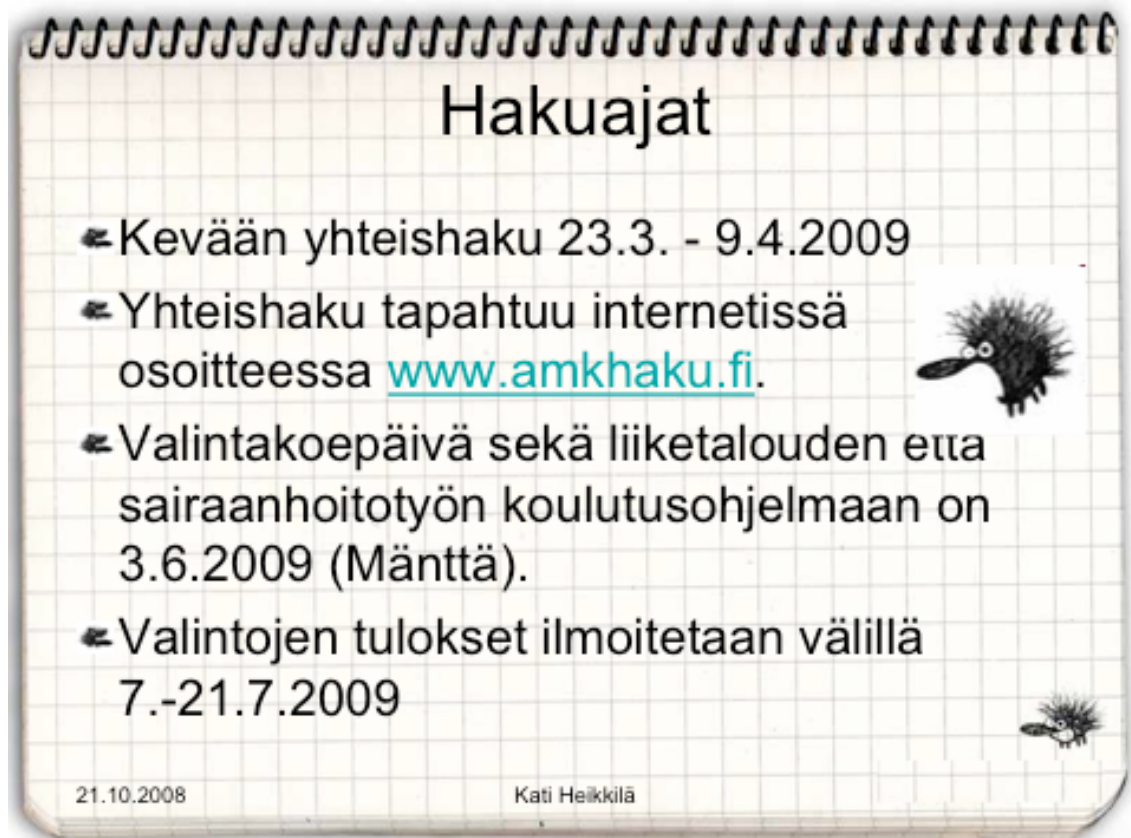 Hakuajat
Kevään yhteishaku 23.3. - 9.4.2009
Yhteishaku tapahtuu internetissä
osoitteessa www.amkhaku.fi.
Valintakoepäivä sekä liiketalouden että
sairaanhoitotyön koulutusohjelmaan on
3.6.2009 (Mänttä).
Valintojen tulokset ilmoitetaan välillä
7.-21.7.2009
21.10.2008
Kati Heikkilä